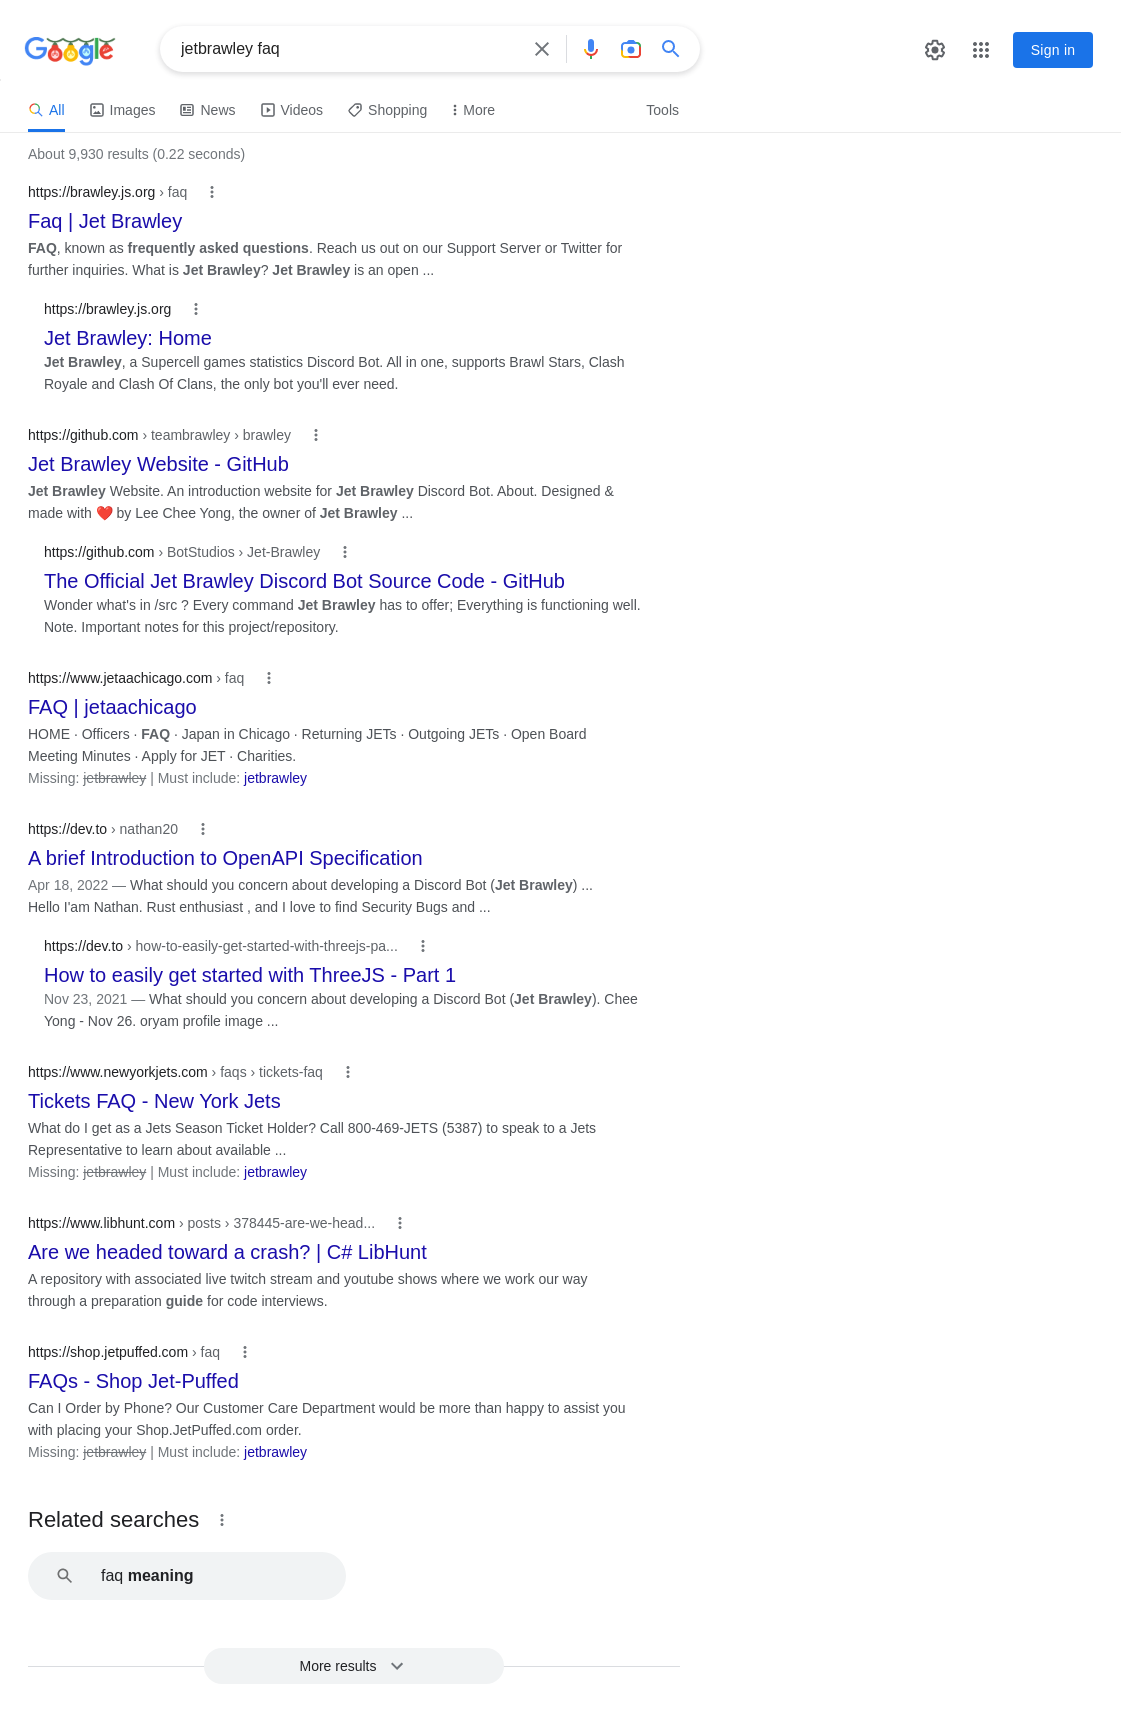 Google
jetbrawley faq
Sign in
All Images News Videos Shopping More Tools
About 9,930 results (0.22 seconds)
https://brawley.js.org › faq
Faq | Jet Brawley
FAQ, known as frequently asked questions. Reach us out on our Support Server or Twitter for
further inquiries. What is Jet Brawley? Jet Brawley is an open ...
https://brawley.js.org
Jet Brawley: Home
Jet Brawley, a Supercell games statistics Discord Bot. All in one, supports Brawl Stars, Clash
Royale and Clash Of Clans, the only bot you'll ever need.
https://github.com › teambrawley › brawley
Jet Brawley Website - GitHub
Jet Brawley Website. An introduction website for Jet Brawley Discord Bot. About. Designed &
made with ❤️ by Lee Chee Yong, the owner of Jet Brawley ...
https://github.com › BotStudios › Jet-Brawley
The Official Jet Brawley Discord Bot Source Code - GitHub
Wonder what's in /src ? Every command Jet Brawley has to offer; Everything is functioning well.
Note. Important notes for this project/repository.
https://www.jetaachicago.com › faq
FAQ | jetaachicago
HOME · Officers · FAQ · Japan in Chicago · Returning JETs · Outgoing JETs · Open Board
Meeting Minutes · Apply for JET · Charities.
Missing: jetbrawley | Must include: jetbrawley
https://dev.to › nathan20
A brief Introduction to OpenAPI Specification
Apr 18, 2022 — What should you concern about developing a Discord Bot (Jet Brawley) ...
Hello I'am Nathan. Rust enthusiast , and I love to find Security Bugs and ...
https://dev.to › how-to-easily-get-started-with-threejs-pa...
How to easily get started with ThreeJS - Part 1
Nov 23, 2021 — What should you concern about developing a Discord Bot (Jet Brawley). Chee
Yong - Nov 26. oryam profile image ...
https://www.newyorkjets.com › faqs › tickets-faq
Tickets FAQ - New York Jets
What do I get as a Jets Season Ticket Holder? Call 800-469-JETS (5387) to speak to a Jets
Representative to learn about available ...
Missing: jetbrawley | Must include: jetbrawley
https://www.libhunt.com › posts › 378445-are-we-head...
Are we headed toward a crash? | C# LibHunt
A repository with associated live twitch stream and youtube shows where we work our way
through a preparation guide for code interviews.
https://shop.jetpuffed.com › faq
FAQs - Shop Jet-Puffed
Can I Order by Phone? Our Customer Care Department would be more than happy to assist you
with placing your Shop.JetPuffed.com order.
Missing: jetbrawley | Must include: jetbrawley
Related searches
faq meaning
More results